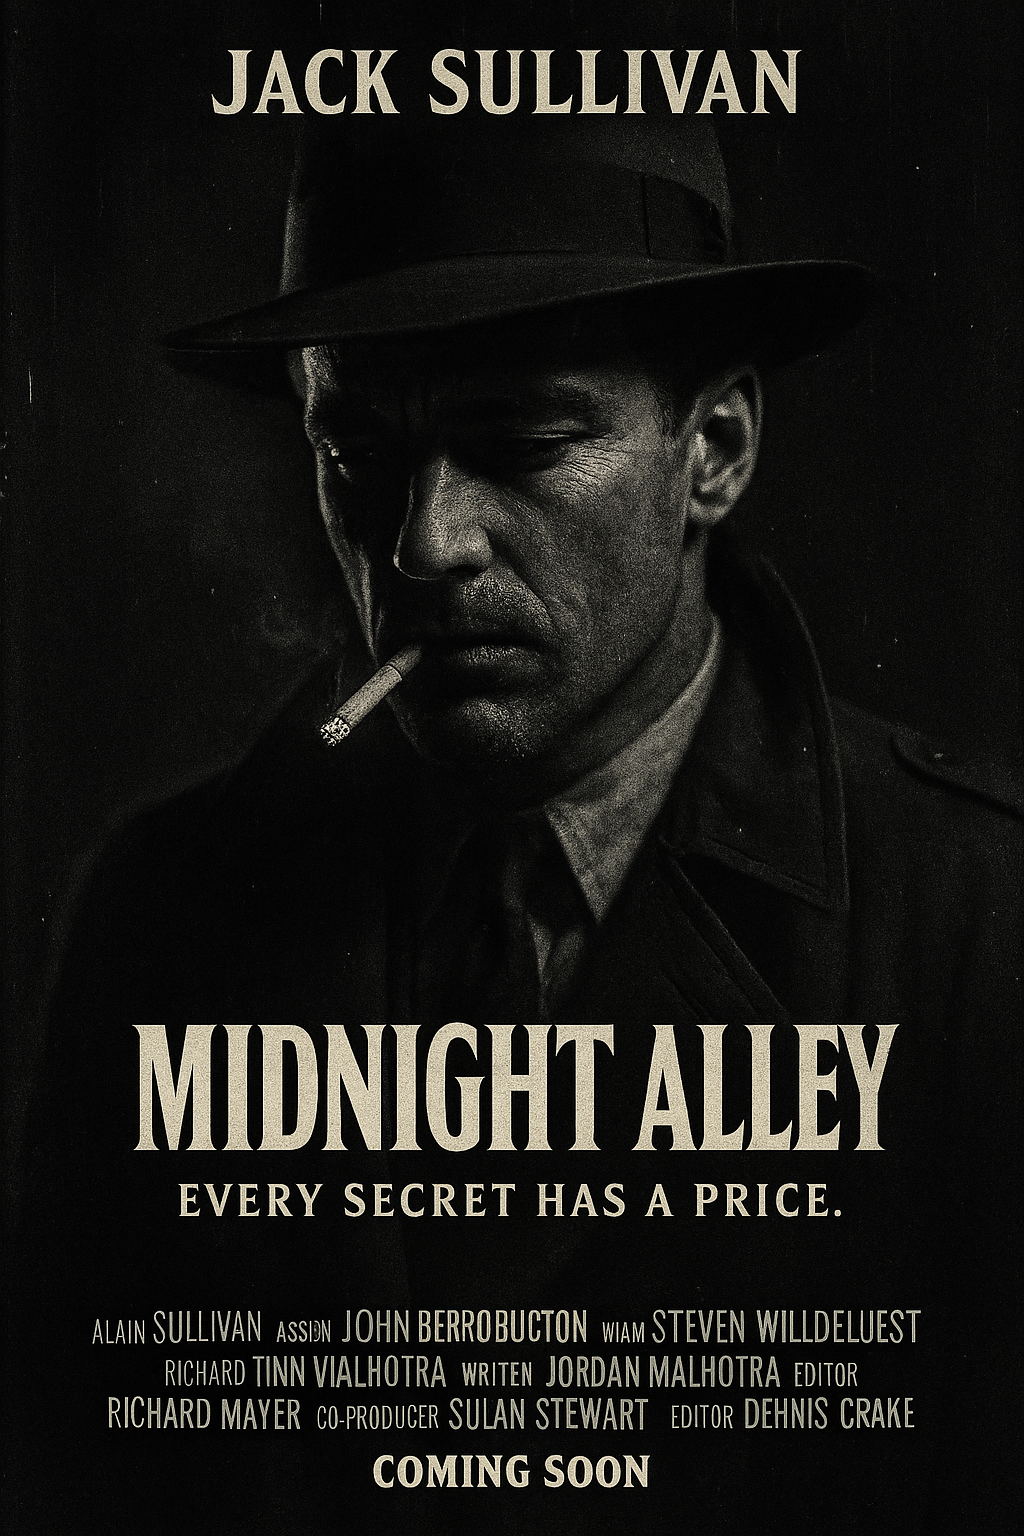 JACK SULLIVAN
MIDNIGHT ALLEY
EVERY SECRET HAS A PRICE.
ALAIN SULLIVAN JOHN BERROBUCTON WIAM STEVEN WILLDELUEST
RICHARD TINN VIALHOTRA WRITEN JORDAN MALHOTRA EDITOR
RICHARD MAYER CO-PRODUCER SULAN STEWART EDITOR DEHNIS CRAKE
COMING SOON